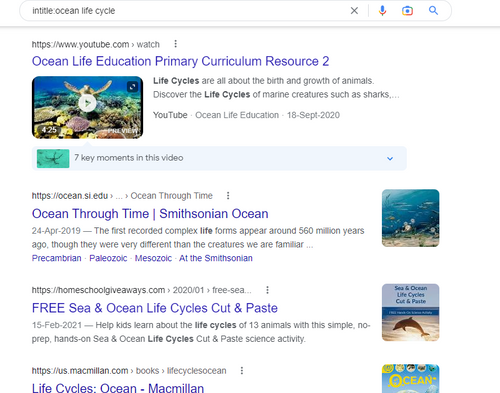 intitle:ocean life cycle
https://www.youtube.com › watch
Ocean Life Education Primary Curriculum Resource 2
4:25
PREVIEW
Life Cycles are all about the birth and growth of animals.
Discover the Life Cycles of marine creatures such as sharks,...
YouTube · Ocean Life Education · 18-Sept-2020
7 key moments in this video
https://ocean.si.edu › ... › Ocean Through Time
Ocean Through Time | Smithsonian Ocean
24-Apr-2019 — The first recorded complex life forms appear around 560 million years
ago, though they were very different than the creatures we are familiar ...
Precambrian · Paleozoic · Mesozoic · At the Smithsonian
https://homeschoolgiveaways.com › 2020/01 › free-sea...
FREE Sea & Ocean Life Cycles Cut & Paste
15-Feb-2021 — Help kids learn about the life cycles of 13 animals with this simple, no-
prep, hands-on Sea & Ocean Life Cycles Cut & Paste science activity.
Sea & Ocean
Life Cycles
Cut & Paste
https://us.macmillan.com › books › lifecyclesocean
Life Cycles: Ocean - Macmillan
OCEAN